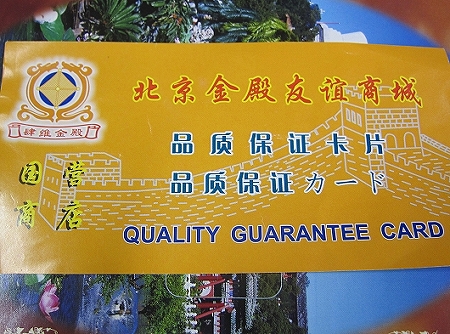 北京金殿友谊商城
肆维金殿
品质保证卡片
品质保证カード
国营
商店
QUALITY GUARANTEE CARD